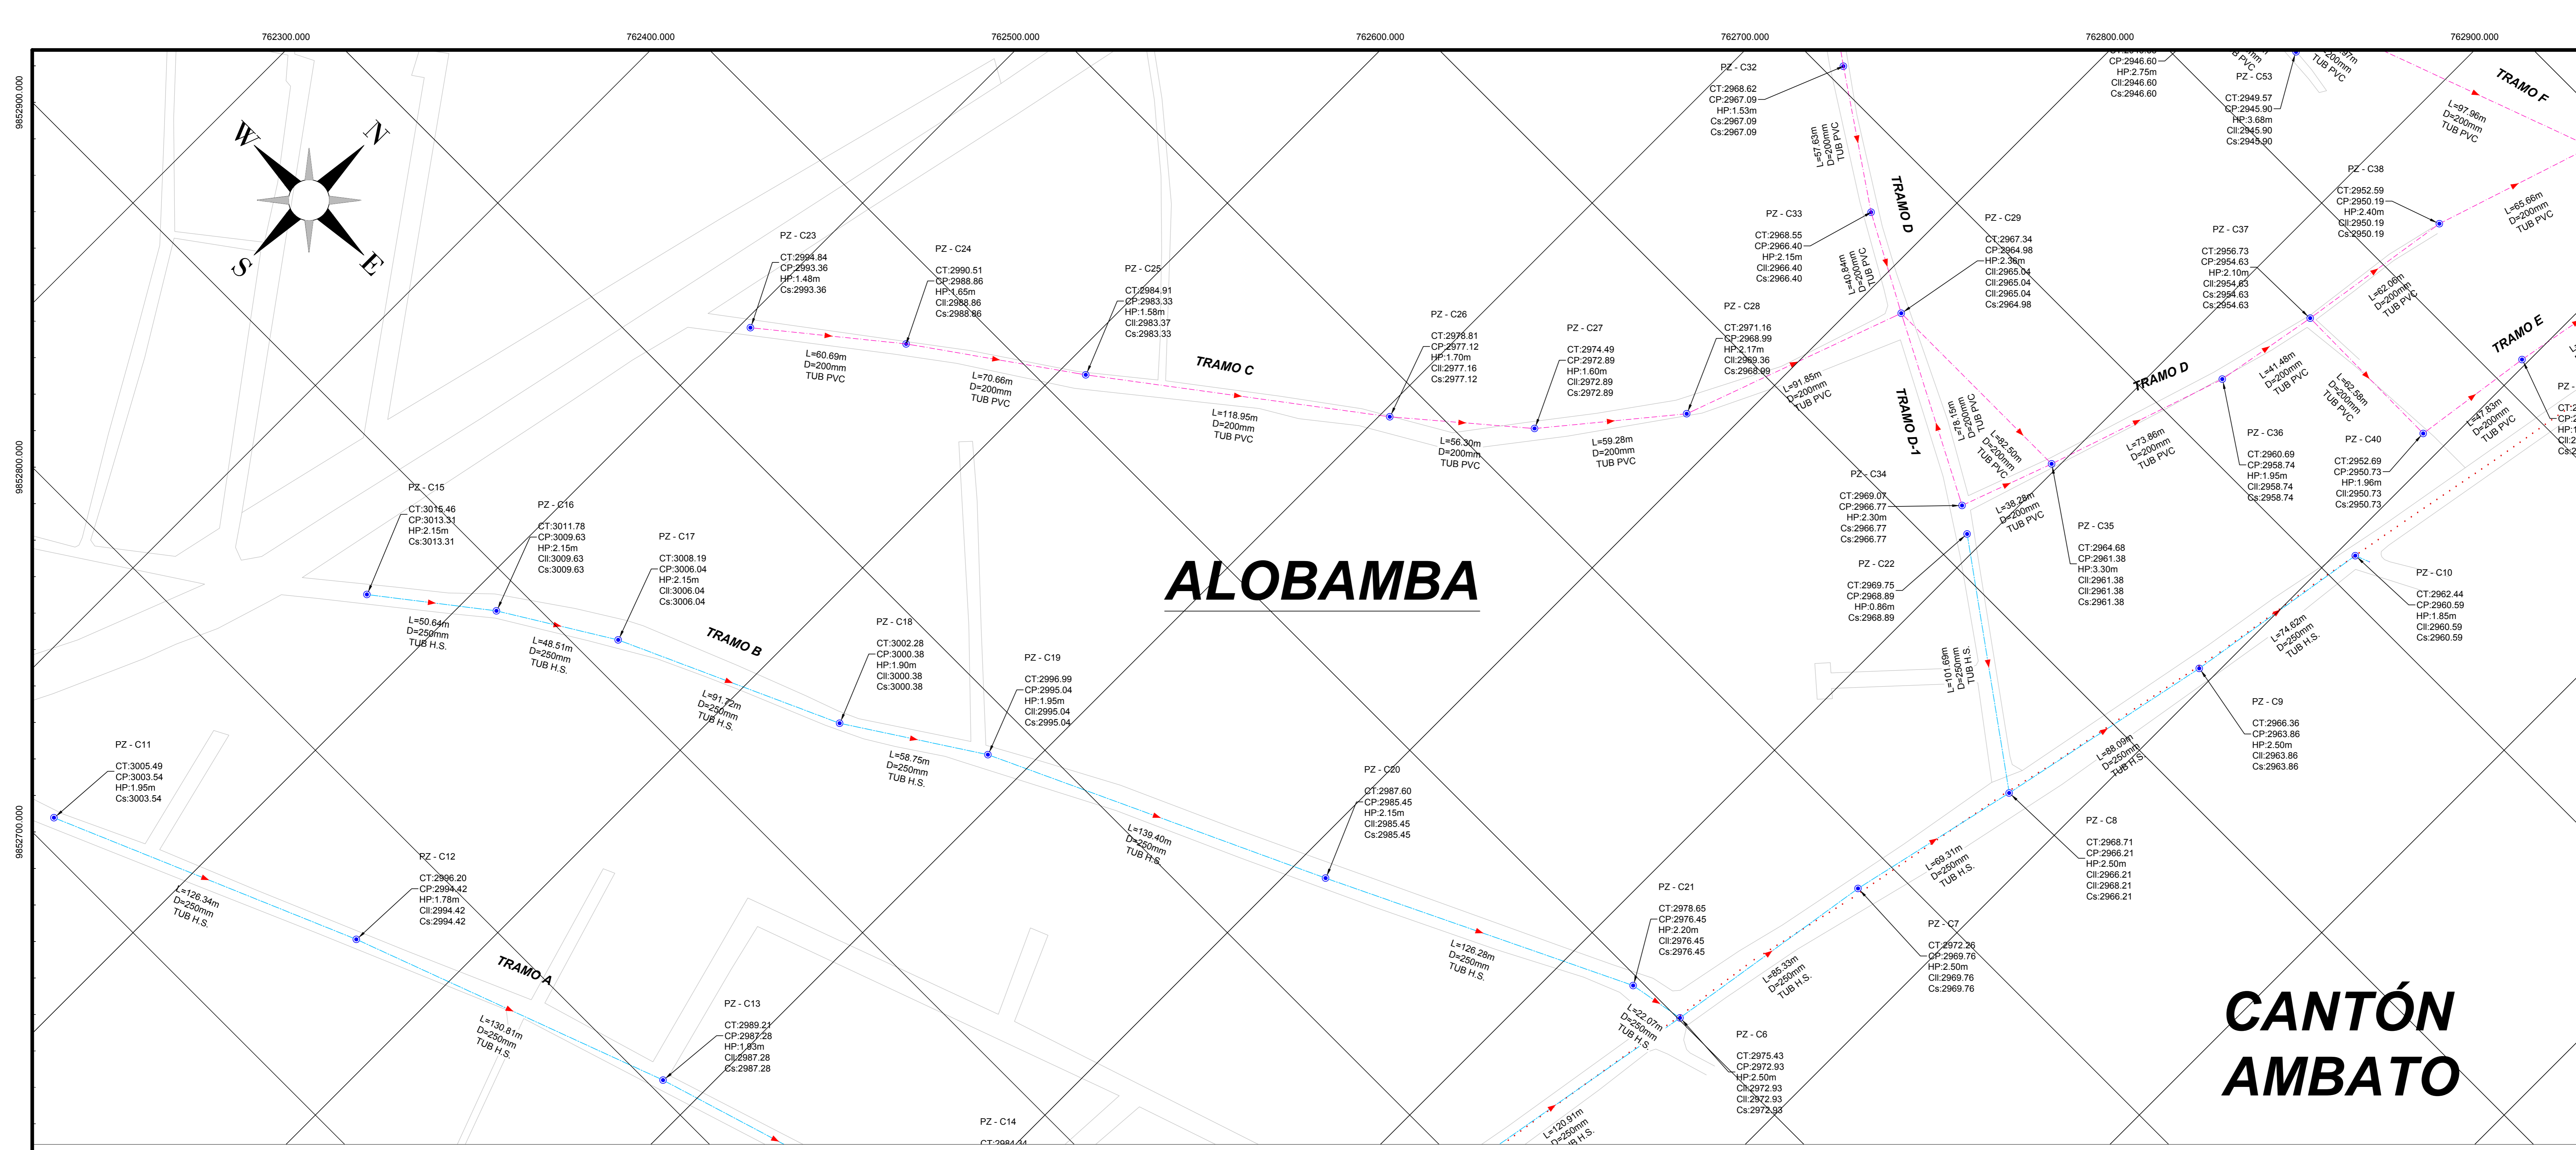 762300.000
762400.000
762500.000
762600.000
762700.000
762800.000
762900.000
9852900.000
9852800.000
9852700.000
W
N
S
E
PZ - C32
CT:2968.62
CP:2967.09
HP:1.53m
Cs:2967.09
Cs:2967.09
L=57.63m
D=200mm
TUB PVC
CP:2946.60
HP:2.75m
CII:2946.60
Cs:2946.60
PZ - C53
CT:2949.57
CP:2945.90
HP:3.68m
CII:2945.90
Cs:2945.90
TUB PVC
TRAMO F
L=97.96m
D=200mm
TUB PVC
PZ - C38
CT:2952.59
CP:2950.19
HP:2.40m
CII:2950.19
Cs:2950.19
L=65.66m
D=200mm
TUB PVC
PZ - C33
CT:2968.55
CP:2966.40
HP:2.15m
CII:2966.40
Cs:2966.40
TRAMO D
L=40.84m
D=200mm
TUB PVC
PZ - C29
CT:2967.34
CP:2964.98
HP:2.36m
CII:2965.04
CII:2965.04
Cs:2964.98
PZ - C37
CT:2956.73
CP:2954.63
HP:2.10m
CII:2954.63
Cs:2954.63
Cs:2954.63
PZ - C23
CT:2994.84
CP:2993.36
HP:1.48m
Cs:2993.36
PZ - C24
CT:2990.51
CP:2988.86
HP:1.65m
CII:2988.86
Cs:2988.86
PZ - C25
CT:2984.91
CP:2983.33
HP:1.58m
CII:2983.37
Cs:2983.33
PZ - C26
CT:2978.81
CP:2977.12
HP:1.70m
CII:2977.16
Cs:2977.12
PZ - C27
CT:2974.49
CP:2972.89
HP:1.60m
CII:2972.89
Cs:2972.89
PZ - C28
CT:2971.16
CP:2968.99
HP:2.17m
CII:2969.36
Cs:2968.99
L=60.69m
D=200mm
TUB PVC
L=70.66m
D=200mm
TUB PVC
TRAMO C
L=118.95m
D=200mm
TUB PVC
L=56.30m
D=200mm
TUB PVC
L=59.28m
D=200mm
TUB PVC
L=91.85m
D=200mm
TUB PVC
TRAMO D-1
L=78.15m
D=200mm
TUB PVC
L=82.50m
D=200mm
TUB PVC
TRAMO D
L=73.86m
D=200mm
TUB PVC
L=41.48m
D=200mm
TUB PVC
L=62.06m
D=200mm
TUB PVC
L=62.58m
D=200mm
TUB PVC
TRAMO E
L=47.83m
D=200mm
TUB PVC
PZ - C36
CT:2960.69
CP:2958.74
HP:1.95m
CII:2958.74
Cs:2958.74
PZ - C40
CT:2952.69
CP:2950.73
HP:1.96m
CII:2950.73
Cs:2950.73
PZ - C34
CT:2969.07
CP:2966.77
HP:2.30m
Cs:2966.77
Cs:2966.77
L=38.28m
D=200mm
TUB PVC
PZ - C35
CT:2964.68
CP:2961.38
HP:3.30m
CII:2961.38
CII:2961.38
Cs:2961.38
PZ - C22
CT:2969.75
CP:2968.89
HP:0.86m
Cs:2968.89
PZ - C10
CT:2962.44
CP:2960.59
HP:1.85m
CII:2960.59
Cs:2960.59
PZ - C15
CT:3015.46
CP:3013.31
HP:2.15m
Cs:3013.31
PZ - C16
CT:3011.78
CP:3009.63
HP:2.15m
CII:3009.63
Cs:3009.63
PZ - C17
CT:3008.19
CP:3006.04
HP:2.15m
CII:3006.04
Cs:3006.04
ALOBAMBA
L=50.64m
D=250mm
TUB H.S.
L=48.51m
D=250mm
TUB H.S.
TRAMO B
L=91.72m
D=250mm
TUB H.S.
PZ - C18
CT:3002.28
CP:3000.38
HP:1.90m
CII:3000.38
Cs:3000.38
PZ - C19
CT:2996.99
CP:2995.04
HP:1.95m
CII:2995.04
Cs:2995.04
L=101.69m
D=250mm
TUB H.S.
L=74.62m
D=250mm
TUB H.S.
PZ - C9
CT:2966.36
CP:2963.86
HP:2.50m
CII:2963.86
Cs:2963.86
L=88.09m
D=250mm
TUB H.S.
PZ - C11
CT:3005.49
CP:3003.54
HP:1.95m
Cs:3003.54
L=58.75m
D=250mm
TUB H.S.
L=139.40m
D=250mm
TUB H.S.
PZ - C20
CT:2987.60
CP:2985.45
HP:2.15m
CII:2985.45
Cs:2985.45
PZ - C8
CT:2968.71
CP:2966.21
HP:2.50m
CII:2966.21
CII:2968.21
Cs:2966.21
L=69.31m
D=250mm
TUB H.S.
L=126.34m
D=250mm
TUB H.S.
PZ - C12
CT:2996.20
CP:2994.42
HP:1.78m
CII:2994.42
Cs:2994.42
TRAMO A
L=126.28m
D=250mm
TUB H.S.
PZ - C21
CT:2978.65
CP:2976.45
HP:2.20m
CII:2976.45
Cs:2976.45
L=85.33m
D=250mm
TUB H.S.
PZ - C7
CT:2972.26
CP:2969.76
HP:2.50m
CII:2969.76
Cs:2969.76
L=130.81m
D=250mm
TUB H.S.
PZ - C13
CT:2989.21
CP:2987.28
HP:1.93m
CII:2987.28
Cs:2987.28
L=22.07m
D=250mm
TUB H.S.
PZ - C6
CT:2975.43
CP:2972.93
HP:2.50m
CII:2972.93
CII:2972.93
Cs:2972.93
CANTÓN
AMBATO
PZ - C14
CT:2984.34
L=120.91m
D=250mm
TUB H.S.